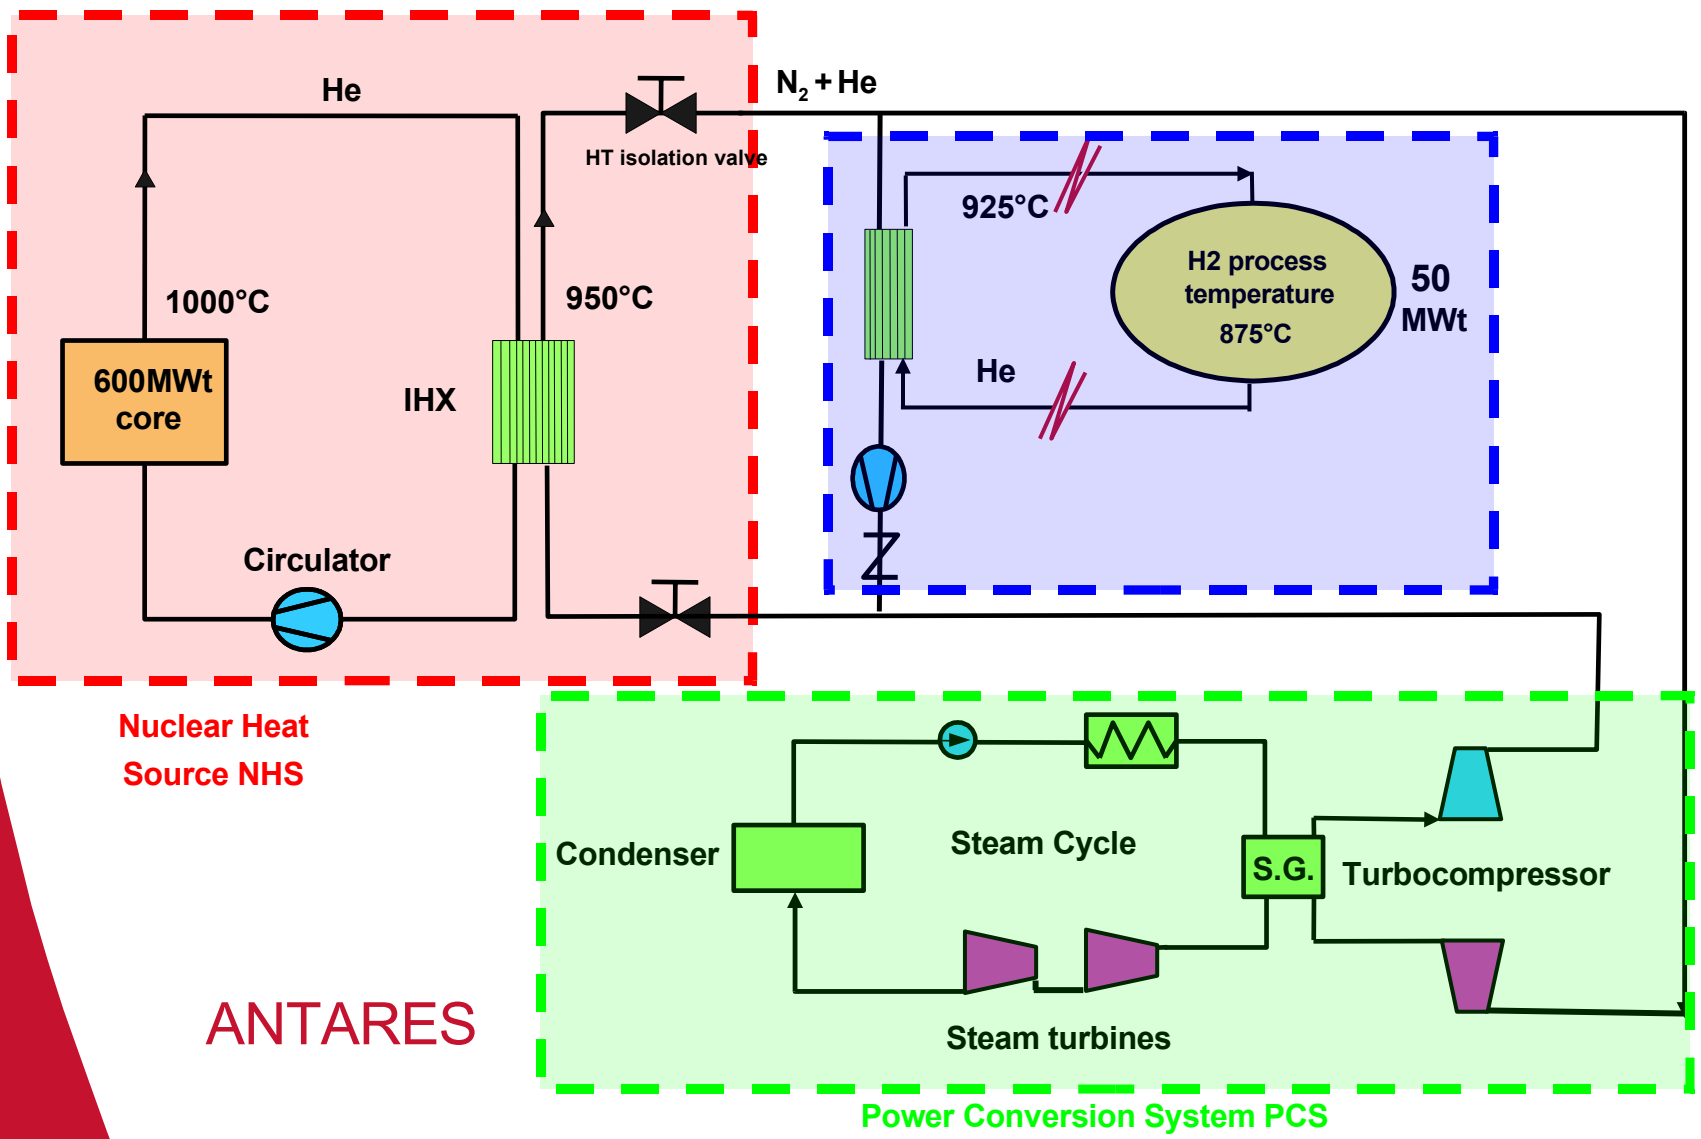 He
N2 + He
HT isolation valve
925°C
H2 process
temperature
875°C
50
MWt
1000°C
950°C
600MWt
core
IHX
He
Circulator
Nuclear Heat
Source NHS
Condenser
Steam Cycle
S.G.
Turbocompressor
ANTARES
Steam turbines
Power Conversion System PCS